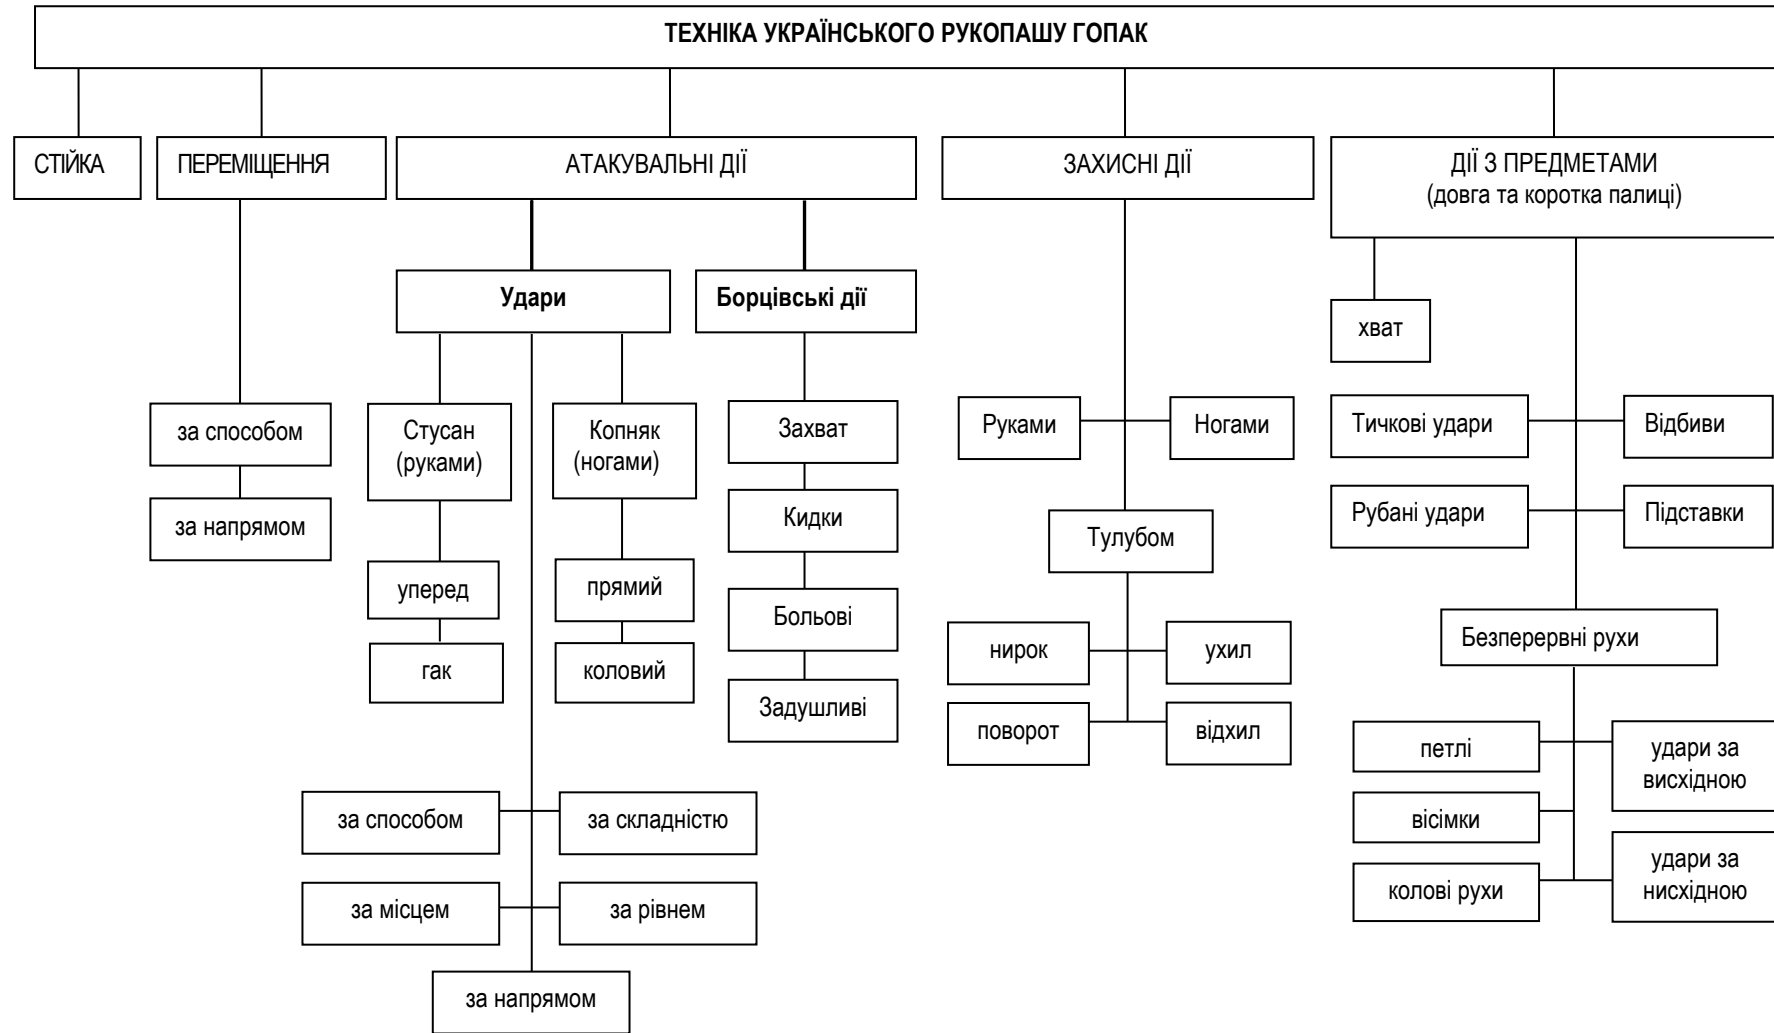 ТЕХНІКА УКРАЇНСЬКОГО РУКОПАШУ ГОПАК
СТІЙКА
ПЕРЕМІЩЕННЯ
АТАКУВАЛЬНІ ДІЇ
ЗАХИСНІ ДІЇ
ДІЇ З ПРЕДМЕТАМИ
(довга та коротка палиці)
Удари
Борцівські дії
хват
за способом
за напрямом
Стусан
(руками)
Копняк
(ногами)
уперед
гак
прямий
коловий
Захват
Кидки
Больові
Задушливі
за способом
за складністю
за місцем
за рівнем
за напрямом
Руками
Ногами
Тулубом
нирок
ухил
поворот
відхил
Тичкові удари
Відбиви
Рубані удари
Підставки
Безперервні рухи
петлі
удари за
висхідною
вісімки
колові рухи
удари за
нисхідною